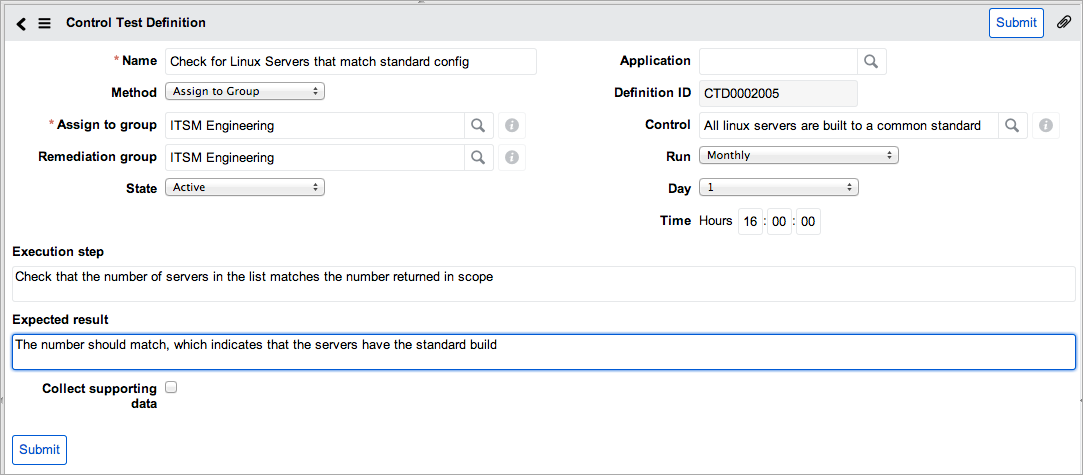 Control Test Definition
Submit
* Name Check for Linux Servers that match standard config
Application
Method Assign to Group
Definition ID CTD0002005
* Assign to group ITSM Engineering
Control All linux servers are built to a common standard
Remediation group ITSM Engineering
Run Monthly
State Active
Day 1
Time Hours 16 : 00 : 00
Execution step
Check that the number of servers in the list matches the number returned in scope
Expected result
The number should match, which indicates that the servers have the standard build
Collect supporting
data
Submit